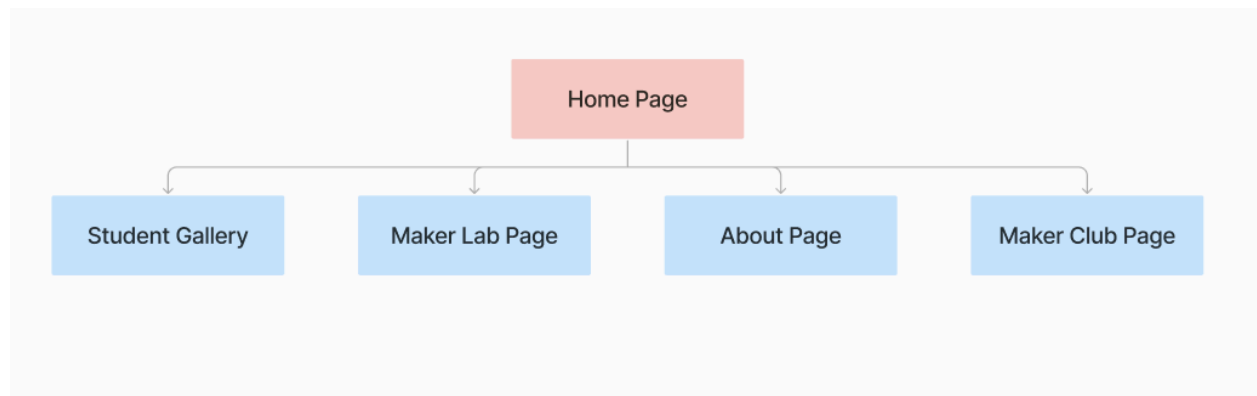 Home Page
Student Gallery
Maker Lab Page
About Page
Maker Club Page